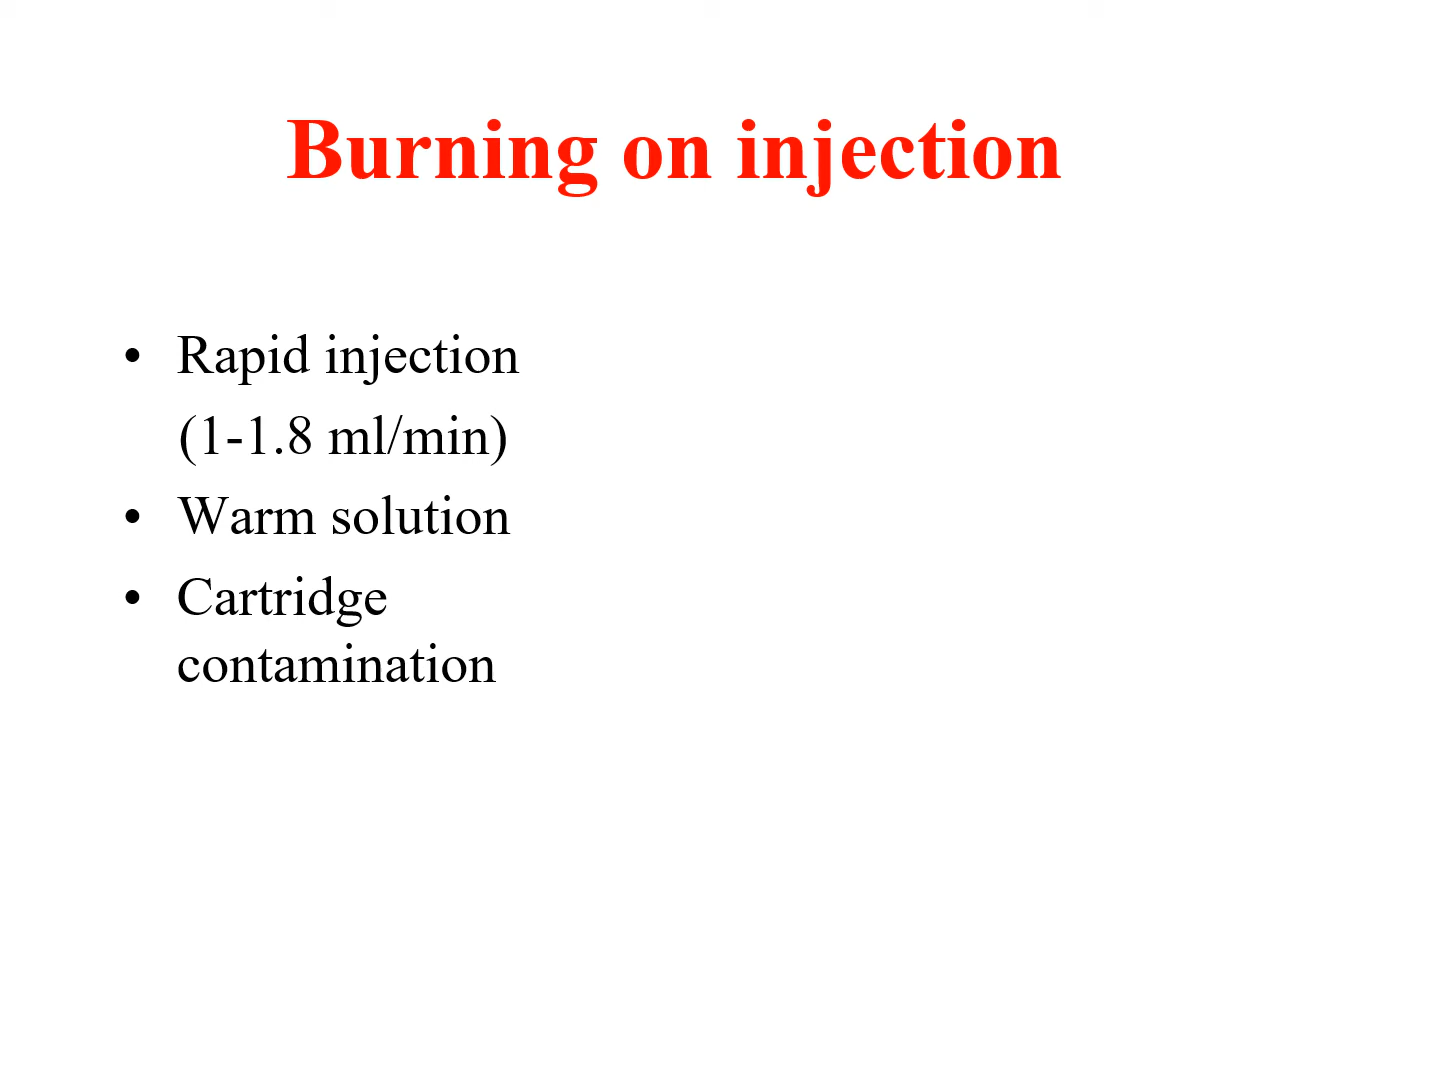 Burning on injection
• Rapid injection
(1-1.8 ml/min)
• Warm solution
• Cartridge
contamination